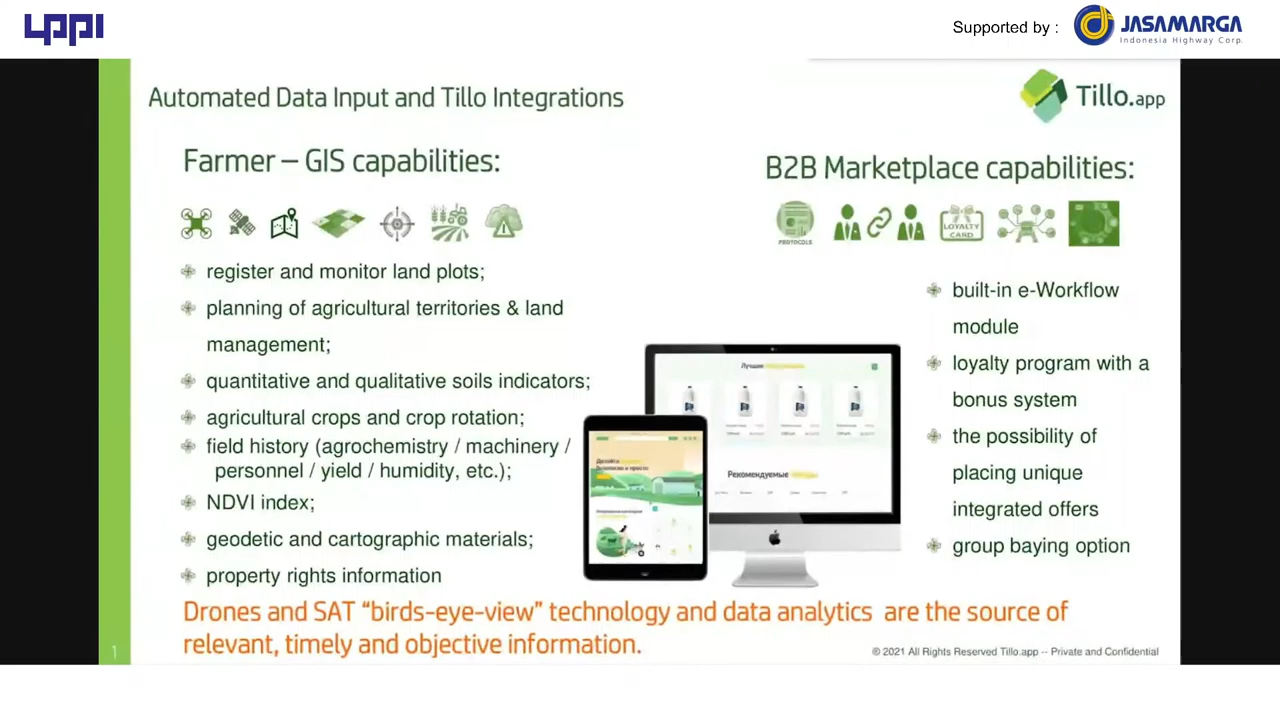 LPPI
Supported by :
JASAMARGA
Indonesia Highway Corp.
Automated Data Input and Tillo Integrations
Tillo.app
Farmer – GIS capabilities:
register and monitor land plots;
planning of agricultural territories & land
management;
quantitative and qualitative soils indicators;
agricultural crops and crop rotation;
field history (agrochemistry / machinery /
personnel / yield / humidity, etc.);
NDVI index;
geodetic and cartographic materials;
property rights information
B2B Marketplace capabilities:
PROTOCOLS
LOYALTY
CARD
built-in e-Workflow
module
loyalty program with a
bonus system
the possibility of
placing unique
integrated offers
group baying option
Лучшие
Рекомендуемые
Drones and SAT “birds-eye-view” technology and data analytics are the source of
relevant, timely and objective information.
1
© 2021 All Rights Reserved Tillo.app -- Private and Confidential